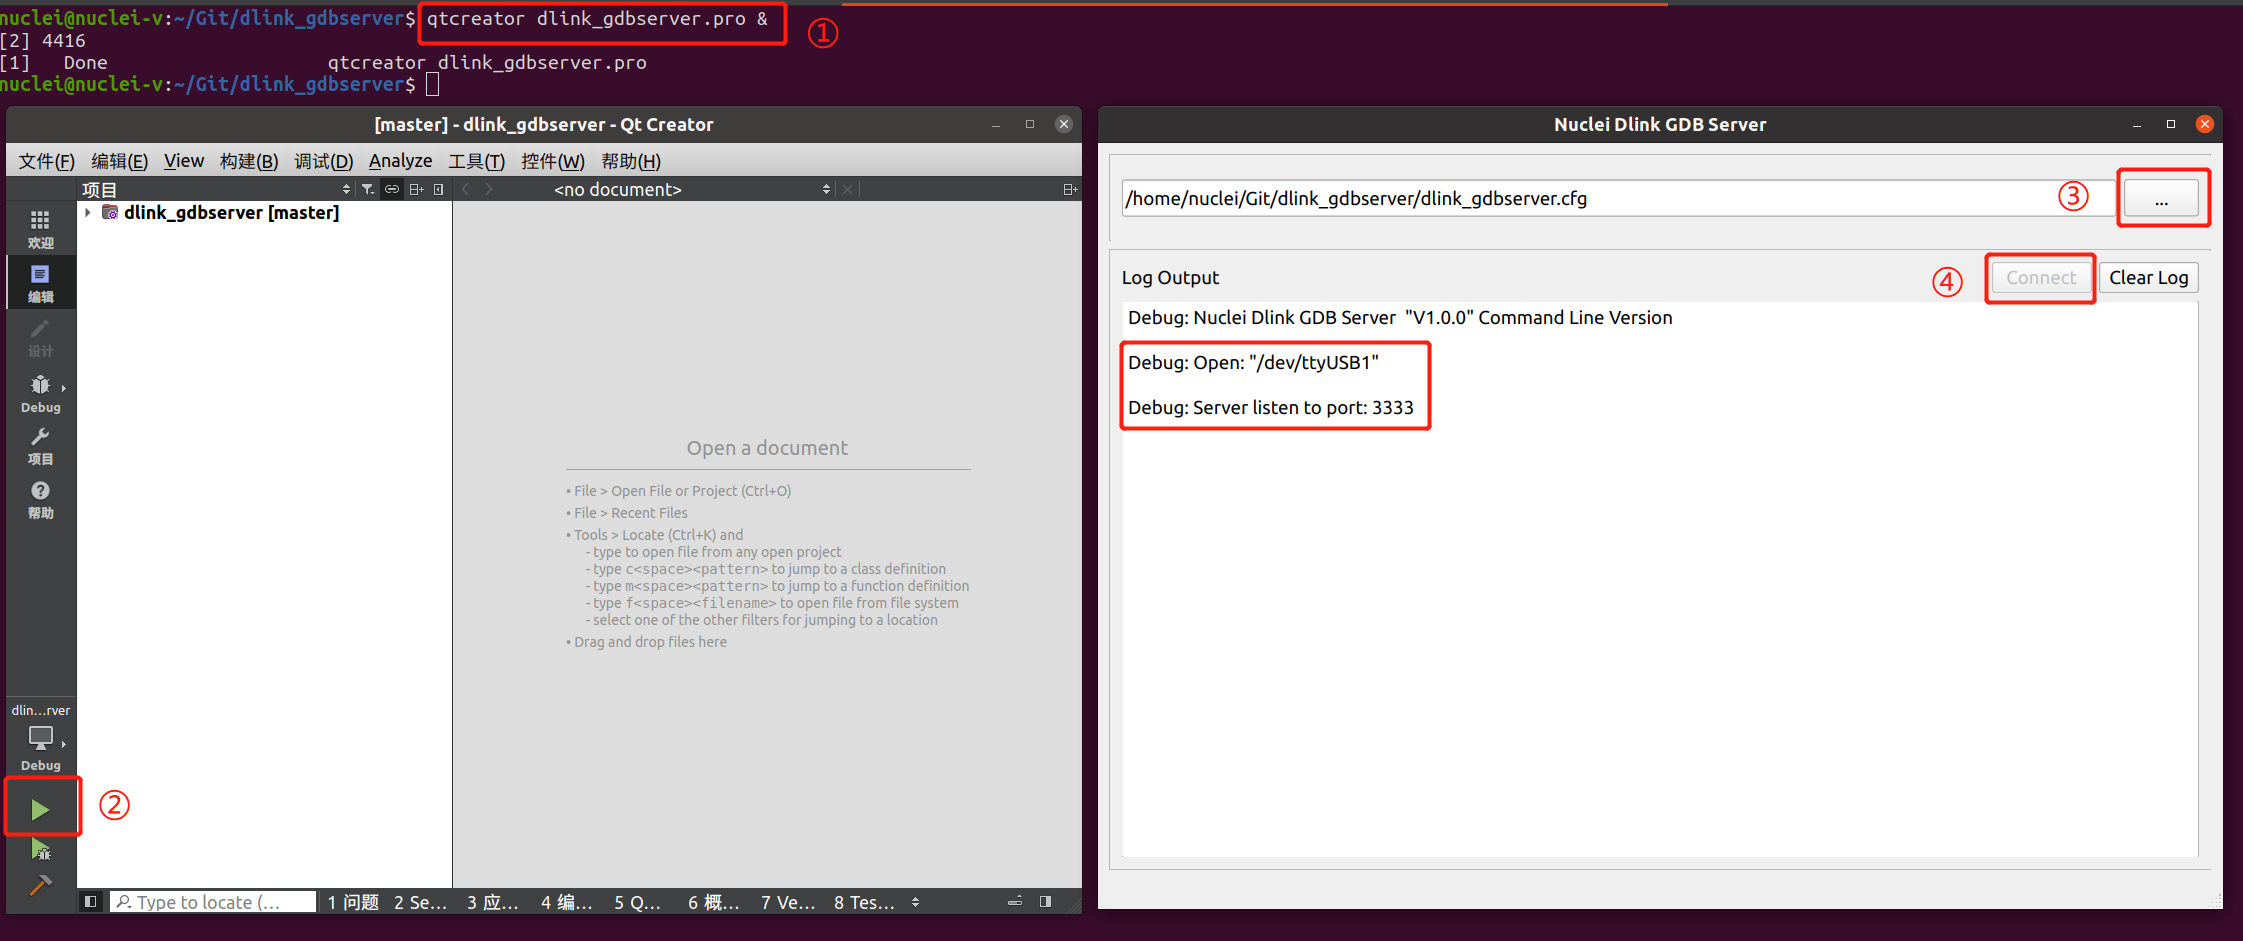 nuclei@nuclei-v:~/Git/dlink_gdbserver$ qtcreator dlink_gdbserver.pro &
①
[2] 4416
[1]   Done                    qtcreator dlink_gdbserver.pro
nuclei@nuclei-v:~/Git/dlink_gdbserver$
[master] - dlink_gdbserver - Qt Creator
文件(F) 编辑(E) View 构建(B) 调试(D) Analyze 工具(T) 控件(W) 帮助(H)
项目
<no document>
dlink_gdbserver [master]
欢迎
编辑
设计
Debug
项目
帮助
dlin...rver
Debug
②
Open a document
• File > Open File or Project (Ctrl+O)
• File > Recent Files
• Tools > Locate (Ctrl+K) and
- type to open file from any open project
- type c<space><pattern> to jump to a class definition
- type m<space><pattern> to jump to a function definition
- type f<space><filename> to open file from file system
- select one of the other filters for jumping to a location
• Drag and drop files here
Type to locate (...
1 问题 2 Se... 3 应... 4 编... 5 Q... 6 概... 7 Ve... 8 Tes...
Nuclei Dlink GDB Server
/home/nuclei/Git/dlink_gdbserver/dlink_gdbserver.cfg
③
...
Log Output
④
Connect
Clear Log
Debug: Nuclei Dlink GDB Server  "V1.0.0" Command Line Version
Debug: Open: "/dev/ttyUSB1"
Debug: Server listen to port: 3333